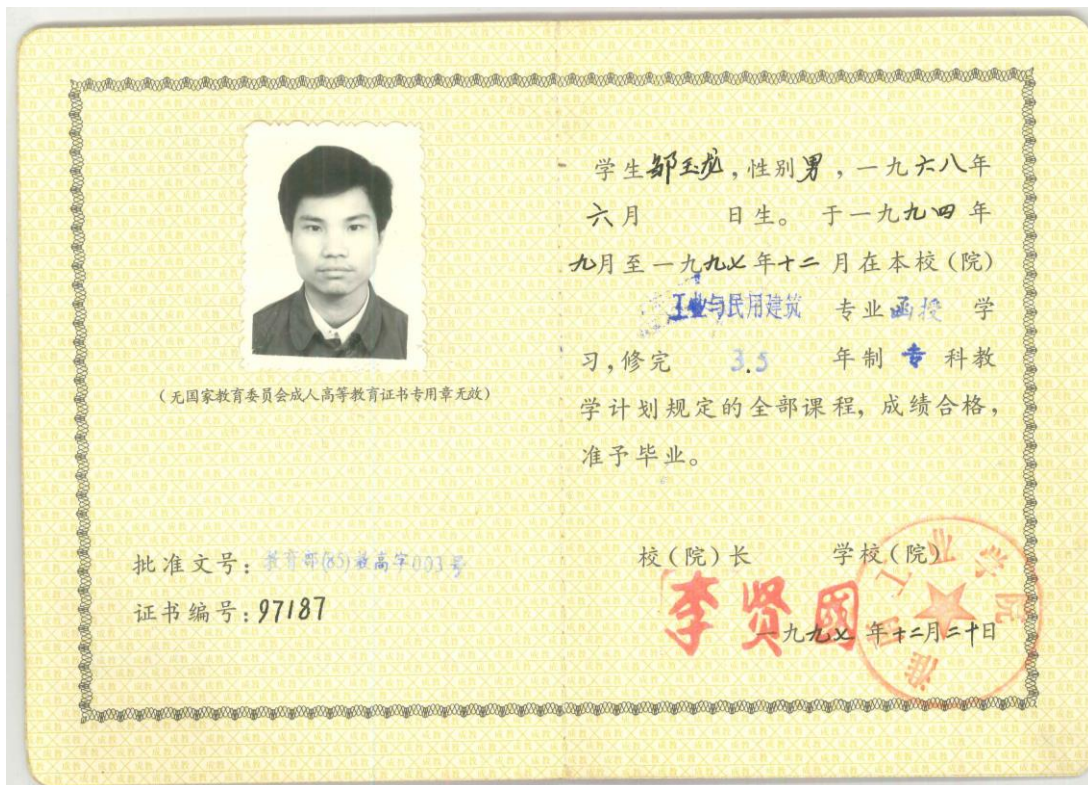 (无国家教育委员会成人高等教育证书专用章无效)
批准文号:教育部(85)教高字003号
证书编号:97187
学生邹玉龙,性别男,一九六八年
六月 日生。于一九九四年
九月至一九九七年十二月在本校(院)
工业与民用建筑 专业函授 学
习,修完 3.5 年制 专 科教
学计划规定的全部课程,成绩合格,
准予毕业。
校(院)长 学校(院)
李贤国
一九九七年十二月二十日
淮南工业学院